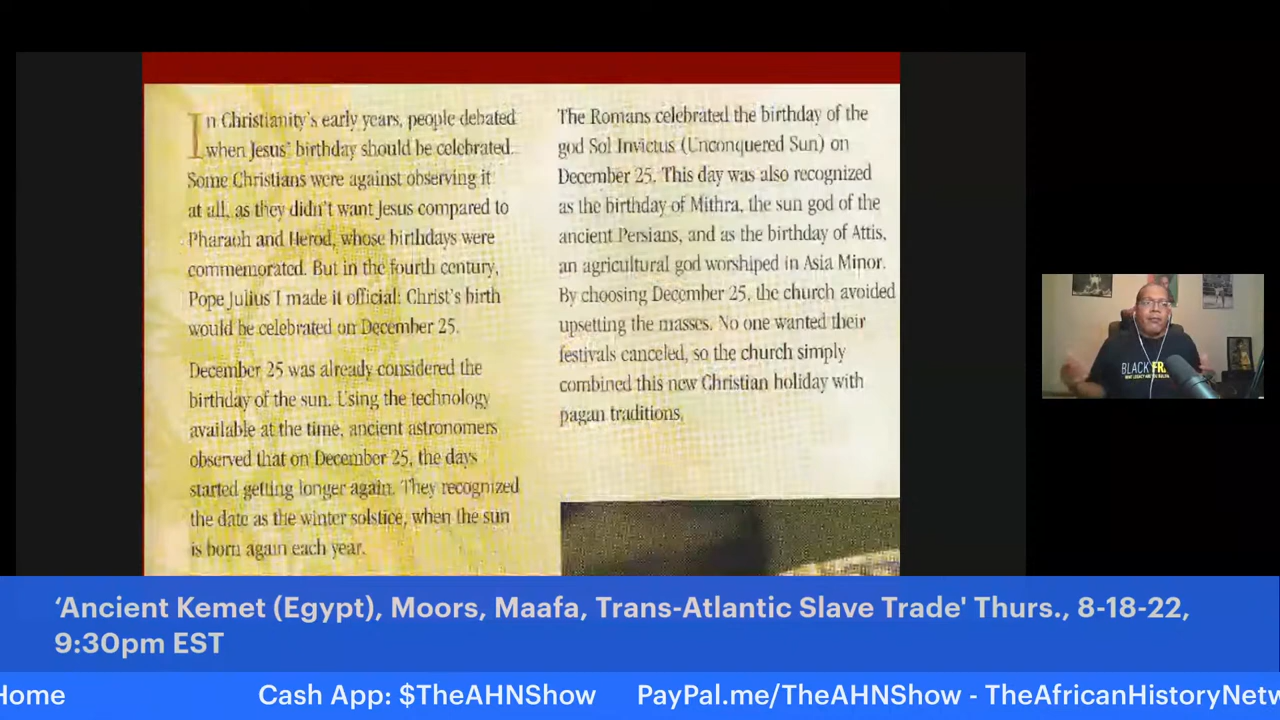 In Christianity's early years, people debated
when Jesus' birthday should be celebrated.
Some Christians were against observing it
at all, as they didn't want Jesus compared to
Pharaoh and Herod, whose birthdays were
commemorated. But in the fourth century,
Pope Julius I made it official: Christ's birth
would be celebrated on December 25.
December 25 was already considered the
birthday of the sun. Using the technology
available at the time, ancient astronomers
observed that on December 25, the days
started getting longer again. They recognized
the date as the winter solstice, when the sun
is born again each year.
The Romans celebrated the birthday of the
god Sol Invictus (Unconquered Sun) on
December 25. This day was also recognized
as the birthday of Mithra, the sun god of the
ancient Persians, and as the birthday of Attis,
an agricultural god worshiped in Asia Minor.
By choosing December 25, the church avoided
upsetting the masses. No one wanted their
festivals canceled, so the church simply
combined this new Christian holiday with
pagan traditions.
BLACK FR
‘Ancient Kemet (Egypt), Moors, Maafa, Trans-Atlantic Slave Trade' Thurs., 8-18-22,
9:30pm EST
Home Cash App: $TheAHNShow PayPal.me/TheAHNShow - TheAfricanHistoryNetw